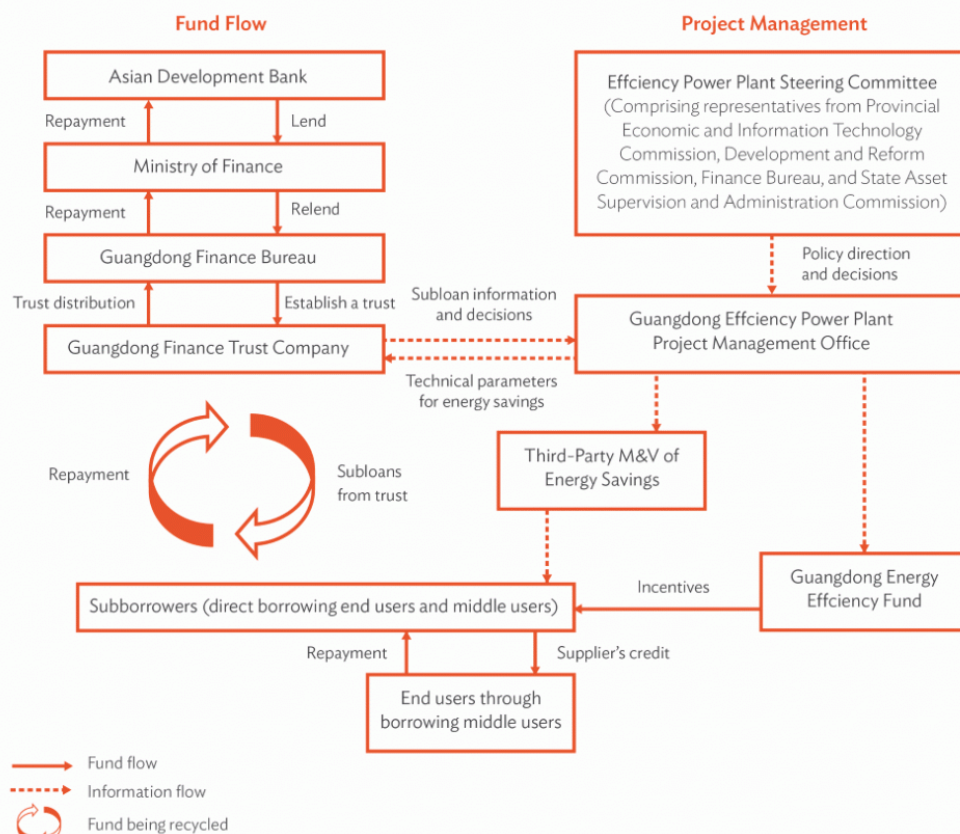 Fund Flow
Project Management
Asian Development Bank
Repayment
Lend
Ministry of Finance
Repayment
Relend
Guangdong Finance Bureau
Trust distribution
Establish a trust
Guangdong Finance Trust Company
Effciency Power Plant Steering Committee
(Comprising representatives from Provincial
Economic and Information Technology
Commission, Development and Reform
Commission, Finance Bureau, and State Asset
Supervision and Administration Commission)
Policy direction
and decisions
Subloan information
and decisions
Guangdong Effciency Power Plant
Project Management Office
Technical parameters
for energy savings
Repayment
Subloans
from trust
Third-Party M&V of
Energy Savings
Guangdong Energy
Effciency Fund
Incentives
Subborrowers (direct borrowing end users and middle users)
Repayment
Supplier's credit
End users through
borrowing middle users
Fund flow
Information flow
Fund being recycled